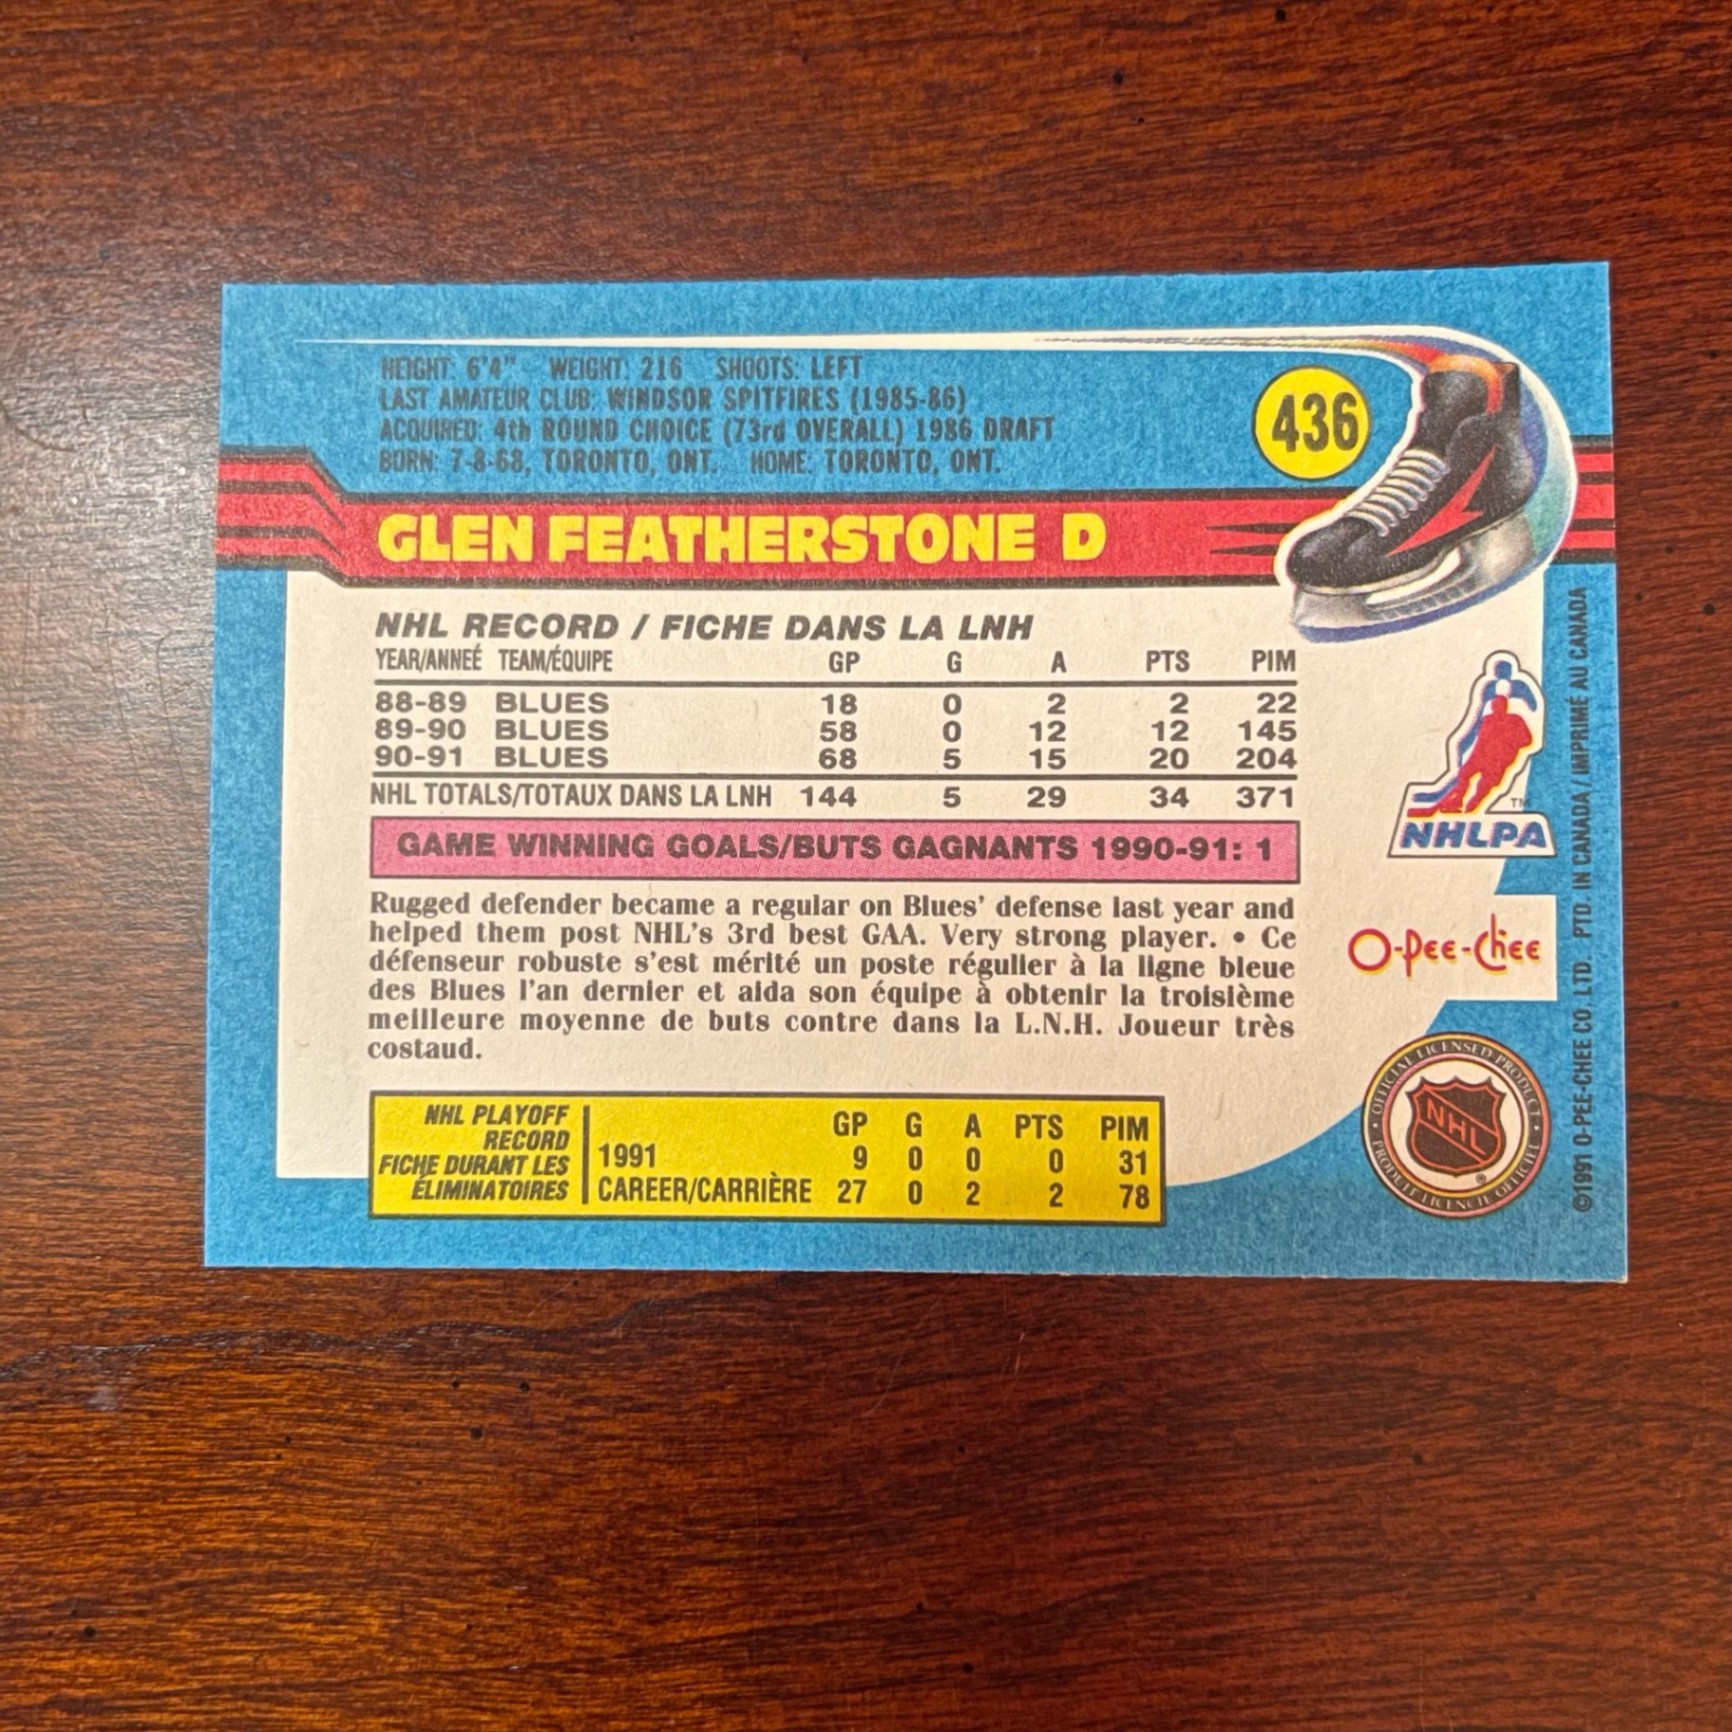 HEIGHT: 6'4" WEIGHT: 216 SHOOTS: LEFT
LAST AMATEUR CLUB: WINDSOR SPITFIRES (1985-86)
ACQUIRED: 4th ROUND CHOICE (73rd OVERALL) 1986 DRAFT
BORN: 7-8-68, TORONTO, ONT. HOME: TORONTO, ONT.
436
GLEN FEATHERSTONE D
NHL RECORD / FICHE DANS LA LNH
YEAR/ANNEÉ TEAM/ÉQUIPE GP G A PTS PIM
88-89 BLUES 18 0 2 2 22
89-90 BLUES 58 0 12 12 145
90-91 BLUES 68 5 15 20 204
NHL TOTALS/TOTAUX DANS LA LNH 144 5 29 34 371
GAME WINNING GOALS/BUTS GAGNANTS 1990-91: 1
Rugged defender became a regular on Blues' defense last year and
helped them post NHL's 3rd best GAA. Very strong player. • Ce
défenseur robuste s'est mérité un poste régulier à la ligne bleue
des Blues l'an dernier et aida son équipe à obtenir la troisième
meilleure moyenne de buts contre dans la L.N.H. Joueur très
costaud.
NHL PLAYOFF
RECORD
FICHE DURANT LES
ÉLIMINATOIRES
GP G A PTS PIM
1991 9 0 0 0 31
CAREER/CARRIÈRE 27 0 2 2 78
TM
NHLPA
O-Pee-Chee
• OFFICIAL LICENSED PRODUCT •
NHL
®
PRODUIT LICENCIE OFFICIEL
©1991 O-PEE-CHEE CO. LTD. PTD. IN CANADA / IMPRIMÉ AU CANADA